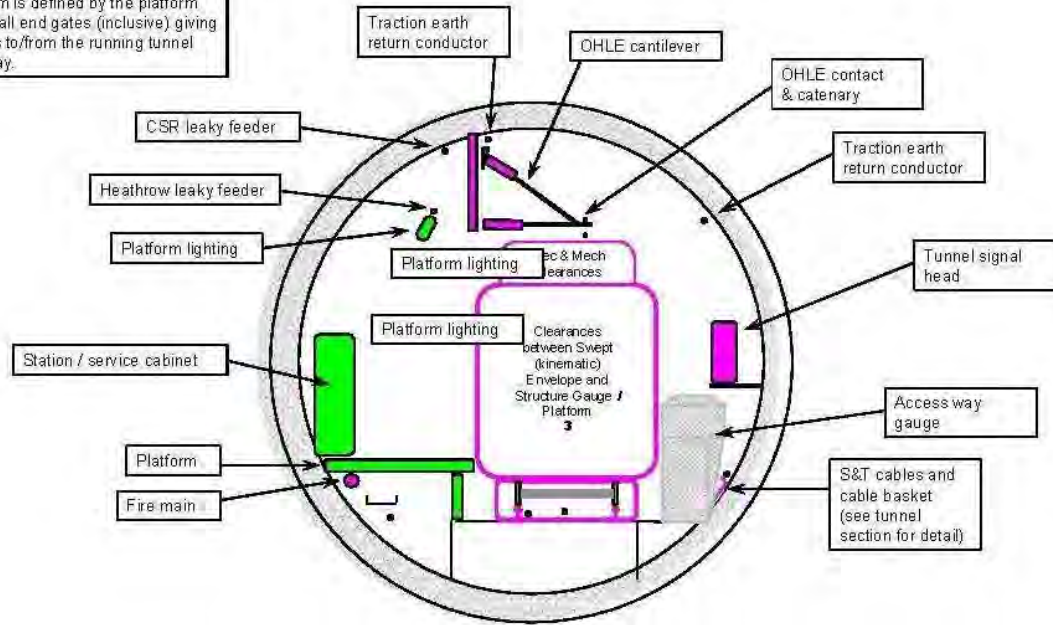 is defined by the platform
all end gates (inclusive) giving
to/from the running tunnel
Traction earth
return conductor
OHLE cantilever
OHLE contact
& catenary
CSR leaky feeder
Traction earth
return conductor
Heathrow leaky feeder
Platform lighting
Platform lighting
& Mech
Tunnel signal
head
Platform lighting
Clearances
between Swept
(kinematic)
Envelope and
Structure Gauge /
Platform
3
Station / service cabinet
Access way
gauge
Platform
Fire main
S&T cables and
cable basket
(see tunnel
section for detail)